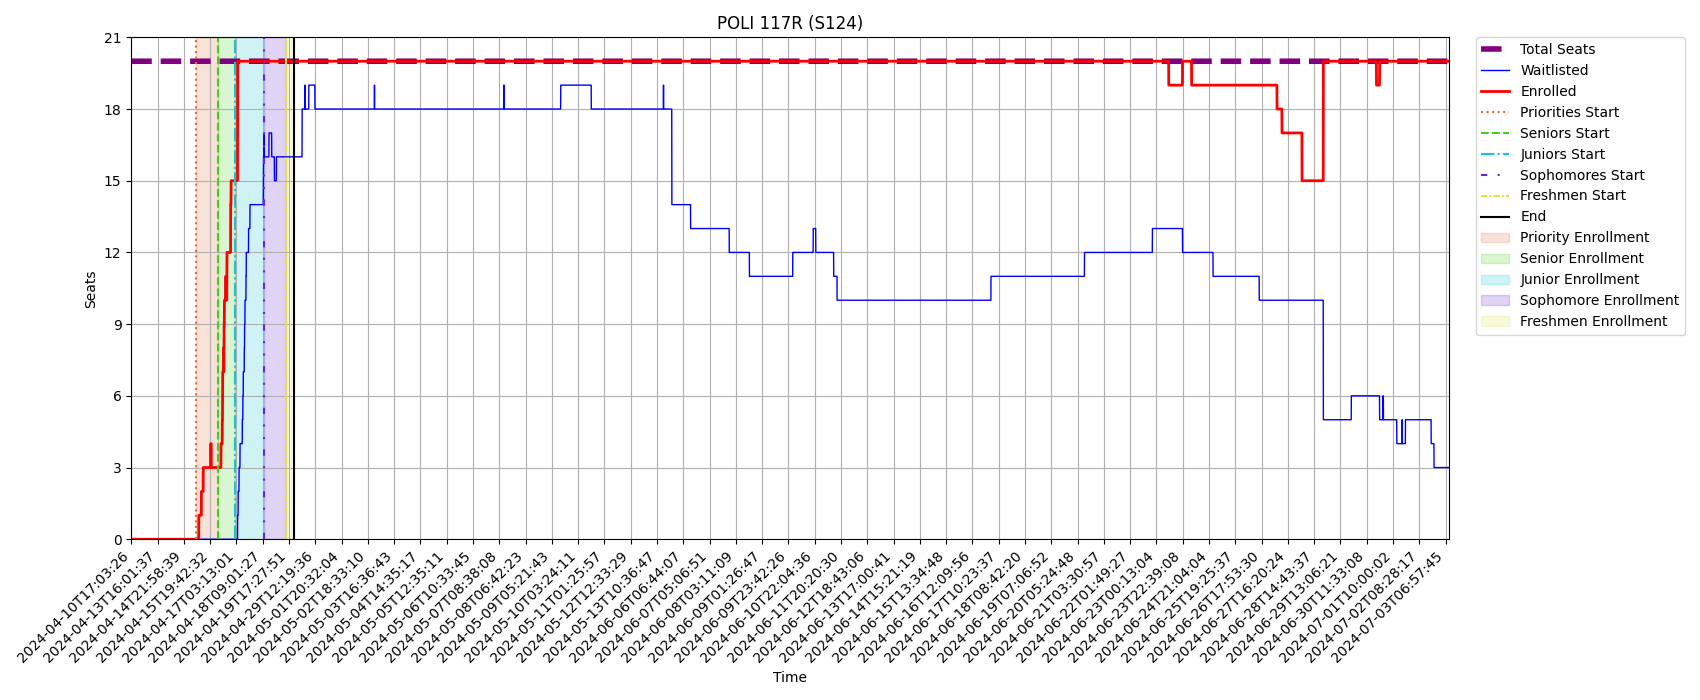 POLI 117R (S124)
21
18
15
12
9
6
3
0
Seats
2024-04-10T17:03:26
2024-04-13T16:01:37
2024-04-14T21:58:39
2024-04-15T19:42:32
2024-04-17T03:13:01
2024-04-18T09:01:27
2024-04-19T17:27:51
2024-04-29T12:19:36
2024-05-01T20:32:04
2024-05-02T18:33:10
2024-05-03T16:36:43
2024-05-04T14:35:17
2024-05-05T12:35:11
2024-05-06T10:33:45
2024-05-07T08:38:08
2024-05-08T06:42:23
2024-05-09T05:21:43
2024-05-10T03:24:11
2024-05-11T01:25:57
2024-05-12T12:33:29
2024-05-13T10:36:47
2024-06-06T06:44:07
2024-06-07T05:06:51
2024-06-08T03:11:09
2024-06-09T01:26:47
2024-06-09T23:42:26
2024-06-10T22:04:36
2024-06-11T20:20:30
2024-06-12T18:43:06
2024-06-13T17:00:41
2024-06-14T15:21:19
2024-06-15T13:34:48
2024-06-16T12:09:56
2024-06-17T10:23:37
2024-06-18T08:42:20
2024-06-19T07:06:52
2024-06-20T05:24:48
2024-06-21T03:30:57
2024-06-22T01:49:27
2024-06-23T00:13:04
2024-06-23T22:39:08
2024-06-24T21:04:04
2024-06-25T19:25:37
2024-06-26T17:53:30
2024-06-27T16:20:24
2024-06-28T14:43:37
2024-06-29T13:06:21
2024-06-30T11:33:08
2024-07-01T10:00:02
2024-07-02T08:28:17
2024-07-03T06:57:45
Time
Total Seats
Waitlisted
Enrolled
Priorities Start
Seniors Start
Juniors Start
Sophomores Start
Freshmen Start
End
Priority Enrollment
Senior Enrollment
Junior Enrollment
Sophomore Enrollment
Freshmen Enrollment